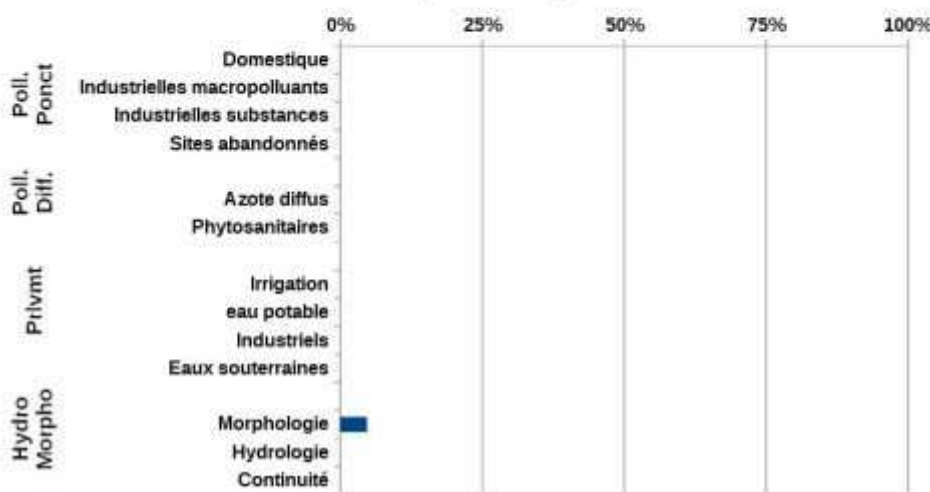 0% 25% 50% 75% 100%
Poll.
Ponct
Domestique
Industrielles macropolluants
Industrielles substances
Sites abandonnés
Poll.
Diff.
Azote diffus
Phytosanitaires
Prlvmt
Irrigation
eau potable
Industriels
Eaux souterraines
Hydro
Morpho
Morphologie
Hydrologie
Continuité